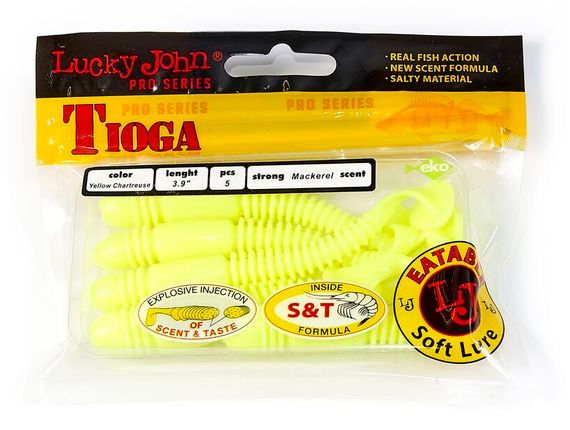 Lucky John®
PRO SERIES
• REAL FISH ACTION
• NEW SCENT FORMULA
• SALTY MATERIAL
PRO SERIES
PRO SERIES
TIOGA
color
Yellow Chartreuse
lenght
3.9"
pcs
5
strong Mackerel scent
eko
EXPLOSIVE INJECTION
OF
SCENT & TASTE
INSIDE
S&T
FORMULA
LJ
LJ
LJ
Soft Lure